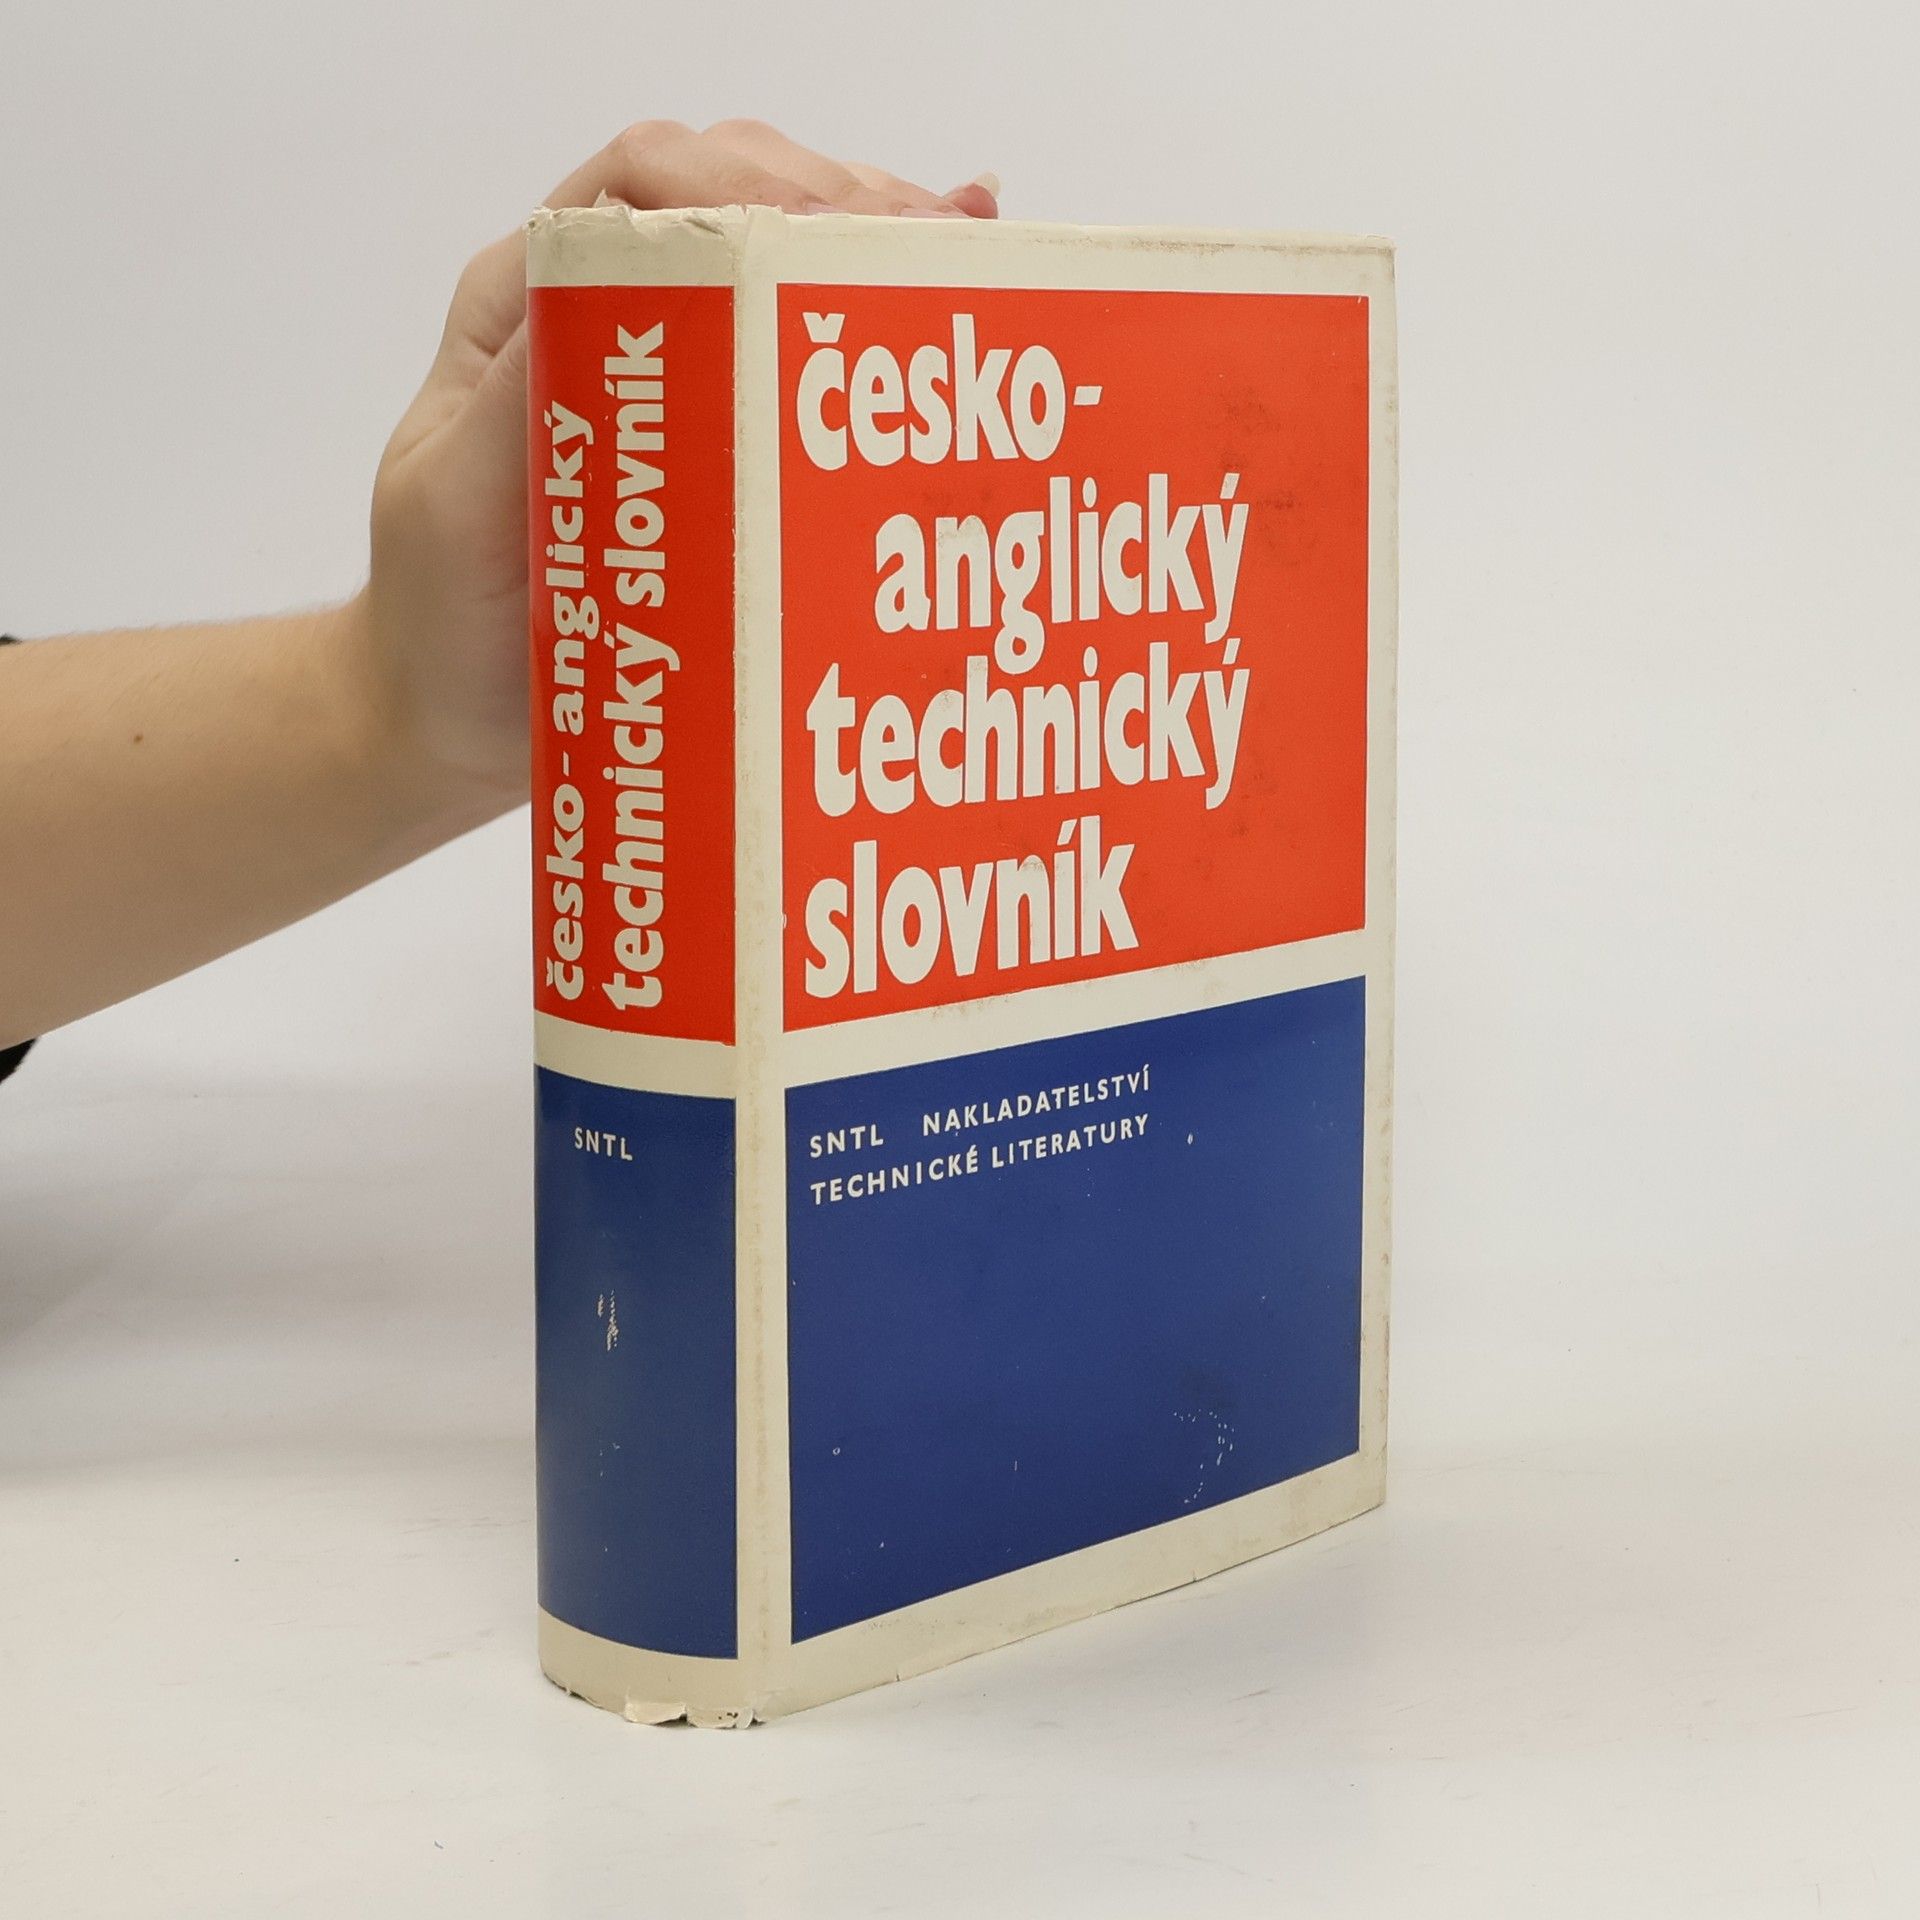 česko-anglický
technický slovník
SNTL
česko-
anglický
technický
slovník
SNTL NAKLADATELSTVÍ
TECHNICKÉ LITERATURY